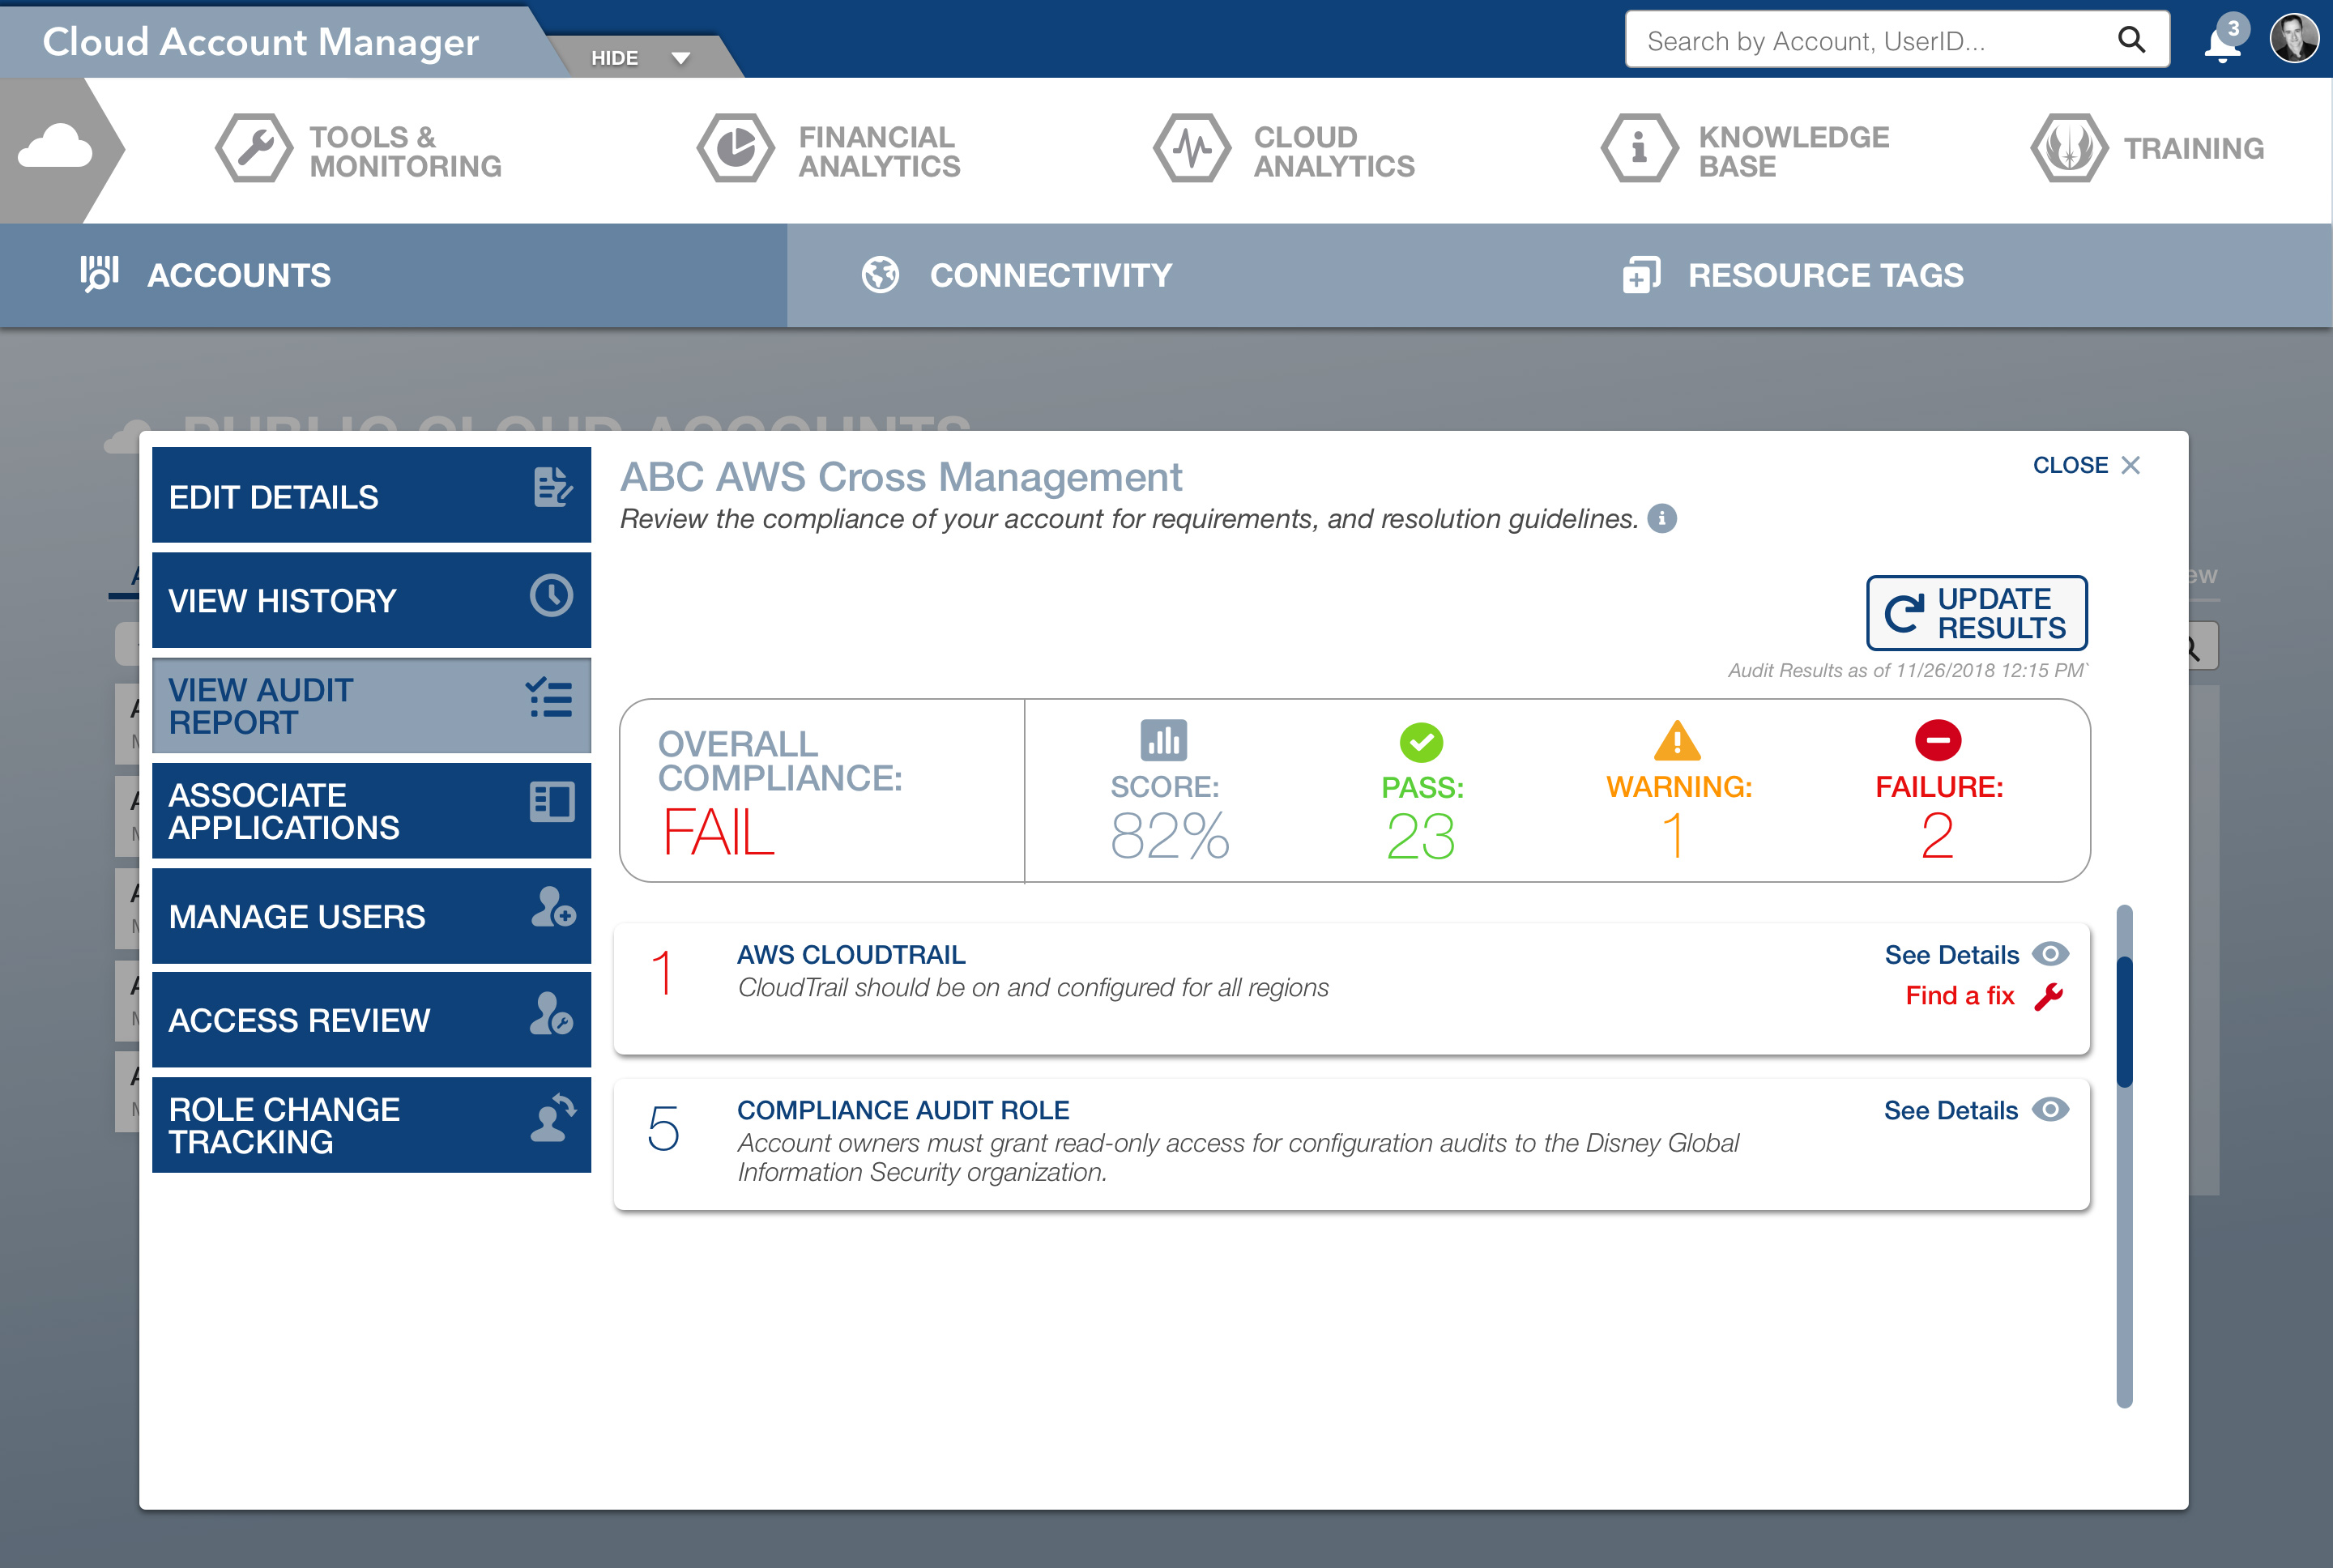 Cloud Account Manager
HIDE
Search by Account, UserID...
3
TOOLS &
MONITORING
FINANCIAL
ANALYTICS
CLOUD
ANALYTICS
KNOWLEDGE
BASE
TRAINING
ACCOUNTS
CONNECTIVITY
RESOURCE TAGS
PUBLIC CLOUD ACCOUNTS
EDIT DETAILS
VIEW HISTORY
VIEW AUDIT
REPORT
ASSOCIATE
APPLICATIONS
MANAGE USERS
ACCESS REVIEW
ROLE CHANGE
TRACKING
ABC AWS Cross Management
CLOSE
Review the compliance of your account for requirements, and resolution guidelines.
UPDATE
RESULTS
Audit Results as of 11/26/2018 12:15 PM`
OVERALL
COMPLIANCE:
FAIL
SCORE:
82%
PASS:
23
WARNING:
1
FAILURE:
2
1
AWS CLOUDTRAIL
CloudTrail should be on and configured for all regions
See Details
Find a fix
5
COMPLIANCE AUDIT ROLE
Account owners must grant read-only access for configuration audits to the Disney Global
Information Security organization.
See Details